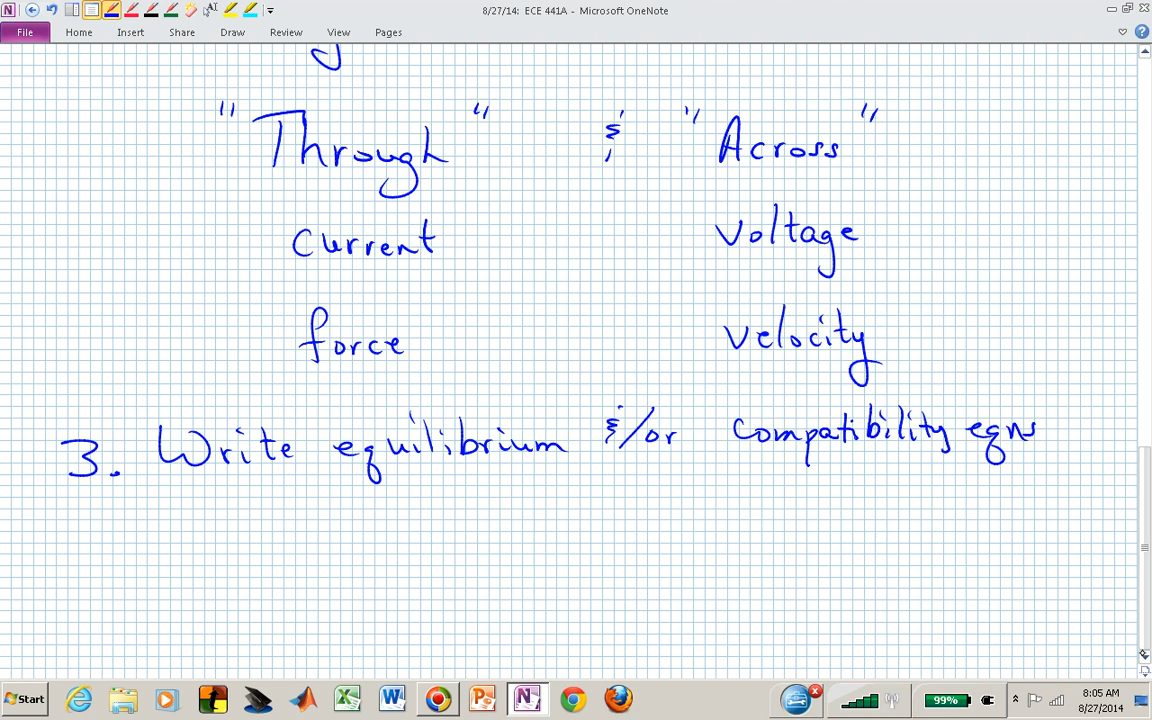 8/27/14: ECE 441A - Microsoft OneNote
File Home Insert Share Draw Review View Pages
"Through" & "Across"
current voltage
force velocity
3. Write equilibrium &/or compatibility eqns
Start 99% 8:05 AM
8/27/2014